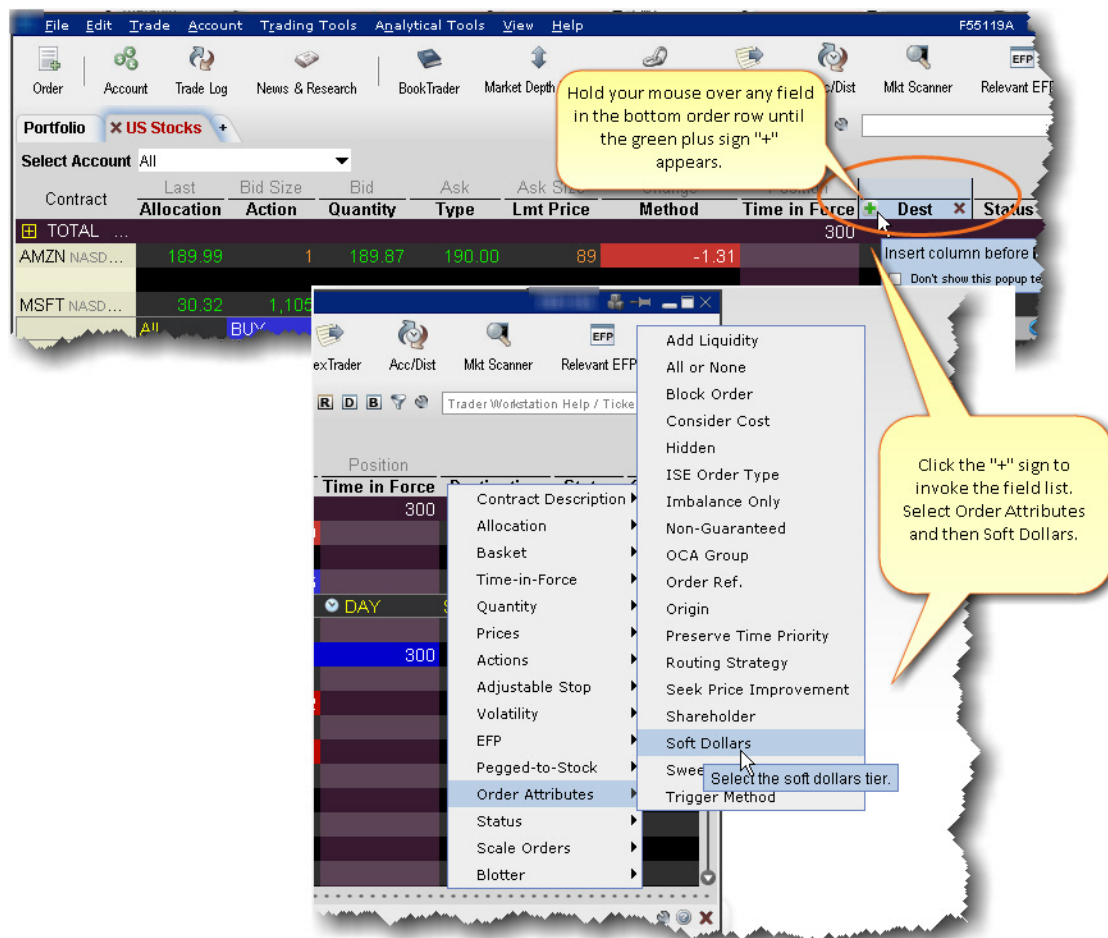 File Edit Trade Account Trading Tools Analytical Tools View Help F55119A
Order Account Trade Log News & Research BookTrader Market Depth /Dist Mkt Scanner Relevant EFP
Hold your mouse over any field
in the bottom order row until
the green plus sign "+"
appears.
Portfolio US Stocks +
Select Account All
Contract Last Bid Size Bid Ask Ask Size Change Position
Allocation Action Quantity Type Lmt Price Method Time in Force Dest Status
TOTAL ... 300
AMZN NASD... 189.99 1 189.87 190.00 89 -1.31
Insert column before
Don't show this popup te
MSFT NASD... 30.32 1,105
All BUY
exTrader Acc/Dist Mkt Scanner Relevant EFP
R D B Trader Workstation Help / Ticke
Position
Time in Force
300
DAY
300
Contract Description
Allocation
Basket
Time-in-Force
Quantity
Prices
Actions
Adjustable Stop
Volatility
EFP
Pegged-to-Stock
Order Attributes
Status
Scale Orders
Blotter
Add Liquidity
All or None
Block Order
Consider Cost
Hidden
ISE Order Type
Imbalance Only
Non-Guaranteed
OCA Group
Order Ref.
Origin
Preserve Time Priority
Routing Strategy
Seek Price Improvement
Shareholder
Soft Dollars
Swee
Select the soft dollars tier.
Trigger Method
Click the "+" sign to
invoke the field list.
Select Order Attributes
and then Soft Dollars.